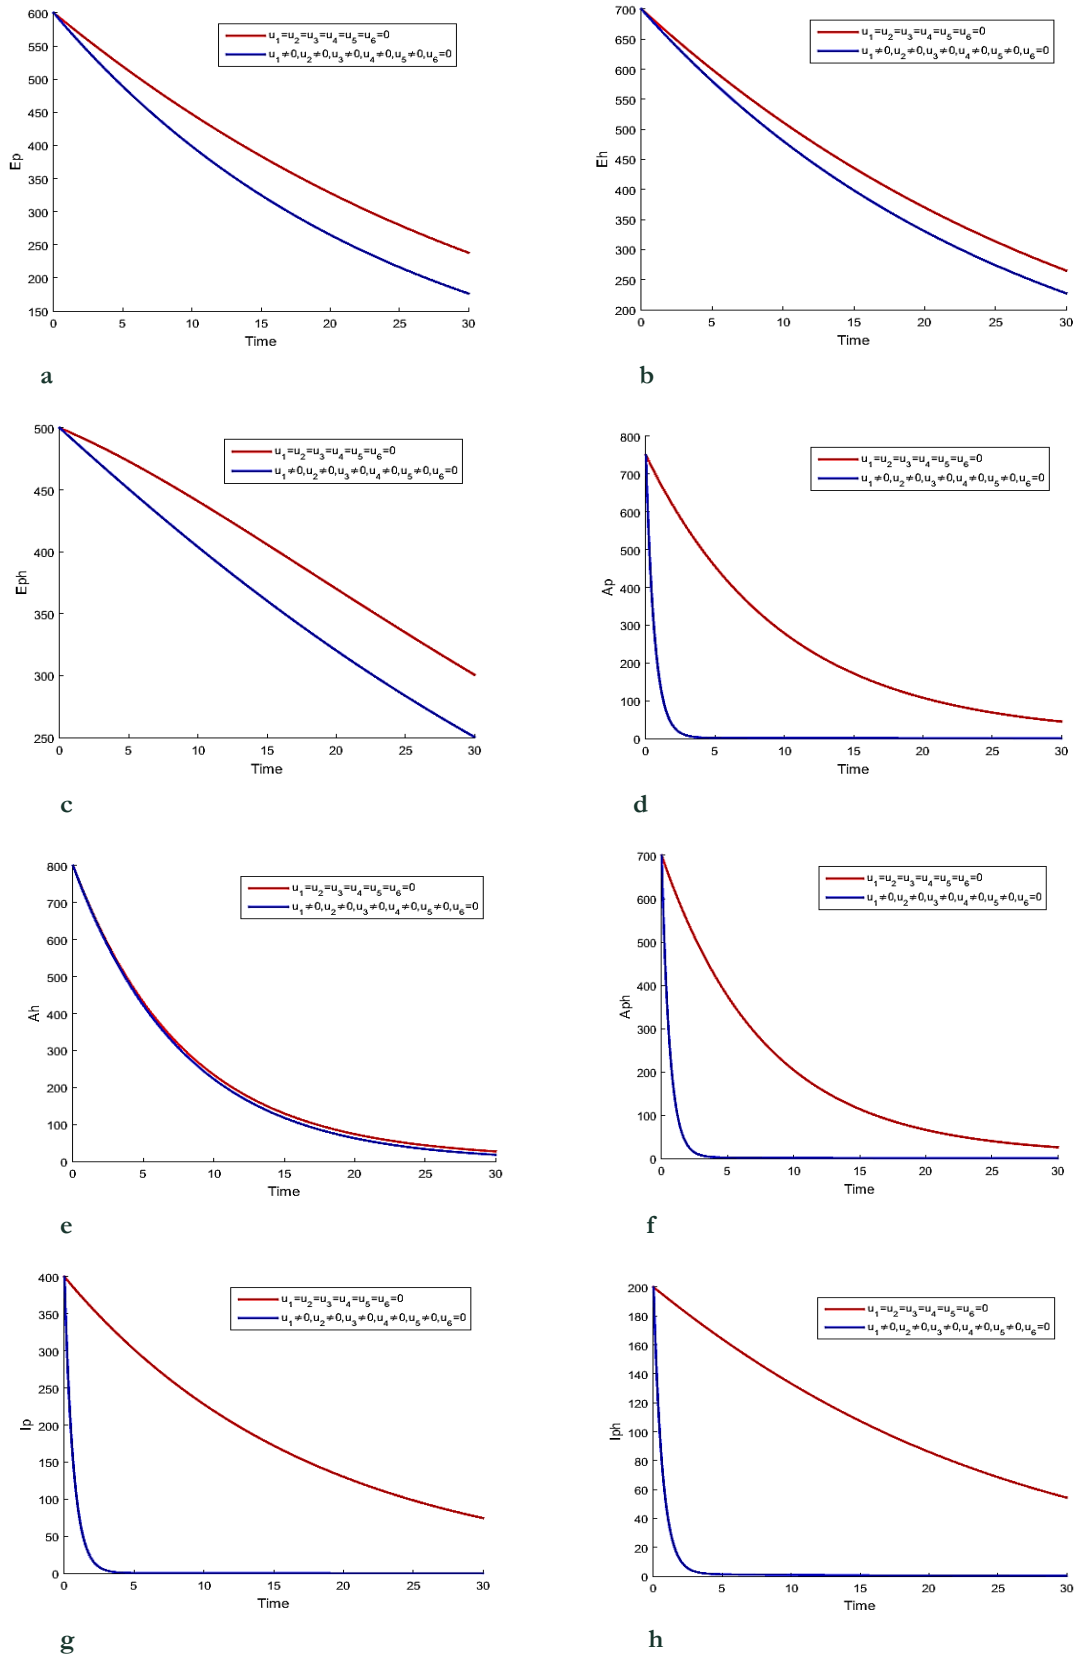 600
550
500
450
400
350
300
250
200
150
Ep
0 5 10 15 20 25 30
Time
u1=u2=u3=u4=u5=u6=0
u1≠0,u2≠0,u3≠0,u4≠0,u5≠0,u6=0
a
700
650
600
550
500
450
400
350
300
250
200
Eh
0 5 10 15 20 25 30
Time
u1=u2=u3=u4=u5=u6=0
u1≠0,u2≠0,u3≠0,u4≠0,u5≠0,u6=0
b
500
450
400
350
300
250
Eph
0 5 10 15 20 25 30
Time
u1=u2=u3=u4=u5=u6=0
u1≠0,u2≠0,u3≠0,u4≠0,u5≠0,u6=0
c
800
700
600
500
400
300
200
100
0
Ap
0 5 10 15 20 25 30
Time
u1=u2=u3=u4=u5=u6=0
u1≠0,u2≠0,u3≠0,u4≠0,u5≠0,u6=0
d
800
700
600
500
400
300
200
100
0
Ah
0 5 10 15 20 25 30
Time
u1=u2=u3=u4=u5=u6=0
u1≠0,u2≠0,u3≠0,u4≠0,u5≠0,u6=0
e
700
600
500
400
300
200
100
0
Aph
0 5 10 15 20 25 30
Time
u1=u2=u3=u4=u5=u6=0
u1≠0,u2≠0,u3≠0,u4≠0,u5≠0,u6=0
f
400
350
300
250
200
150
100
50
0
Ip
0 5 10 15 20 25 30
Time
u1=u2=u3=u4=u5=u6=0
u1≠0,u2≠0,u3≠0,u4≠0,u5≠0,u6=0
g
200
180
160
140
120
100
80
60
40
20
0
Iph
0 5 10 15 20 25 30
Time
u1=u2=u3=u4=u5=u6=0
u1≠0,u2≠0,u3≠0,u4≠0,u5≠0,u6=0
h